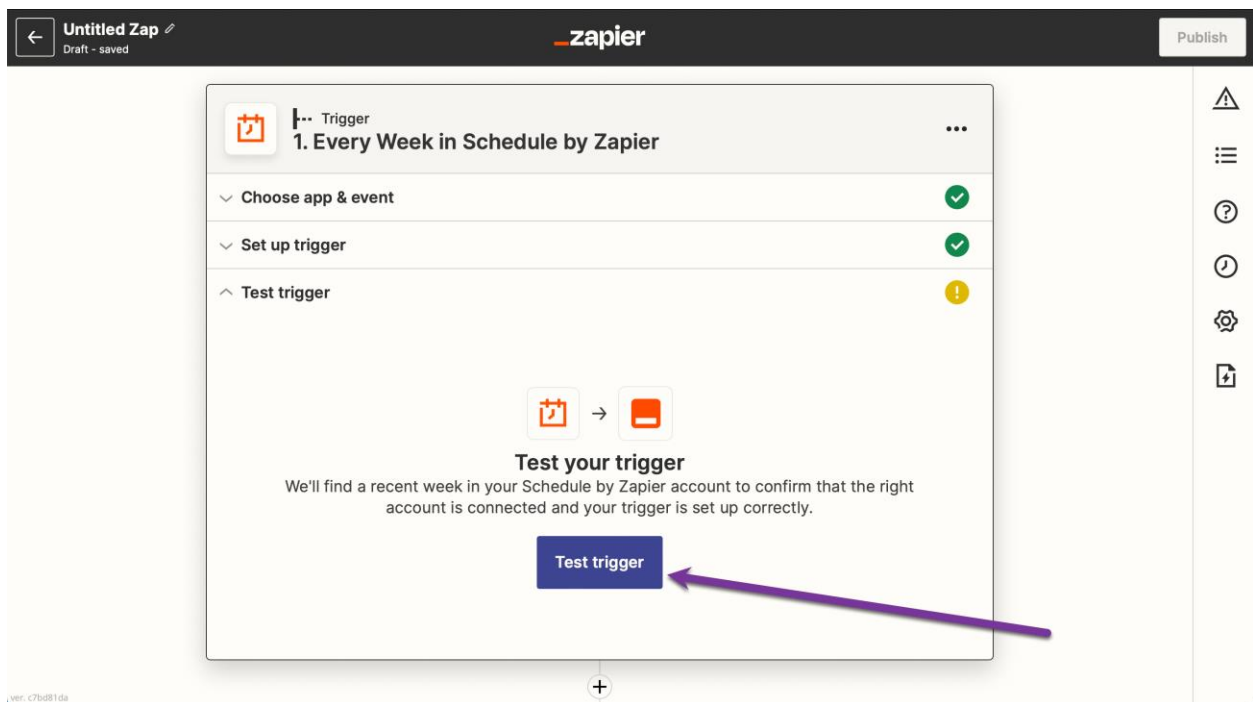 Untitled Zap
Draft - saved
_zapier
Publish
Trigger
1. Every Week in Schedule by Zapier
Choose app & event
Set up trigger
Test trigger
Test your trigger
We'll find a recent week in your Schedule by Zapier account to confirm that the right
account is connected and your trigger is set up correctly.
Test trigger
ver. c7bd81da